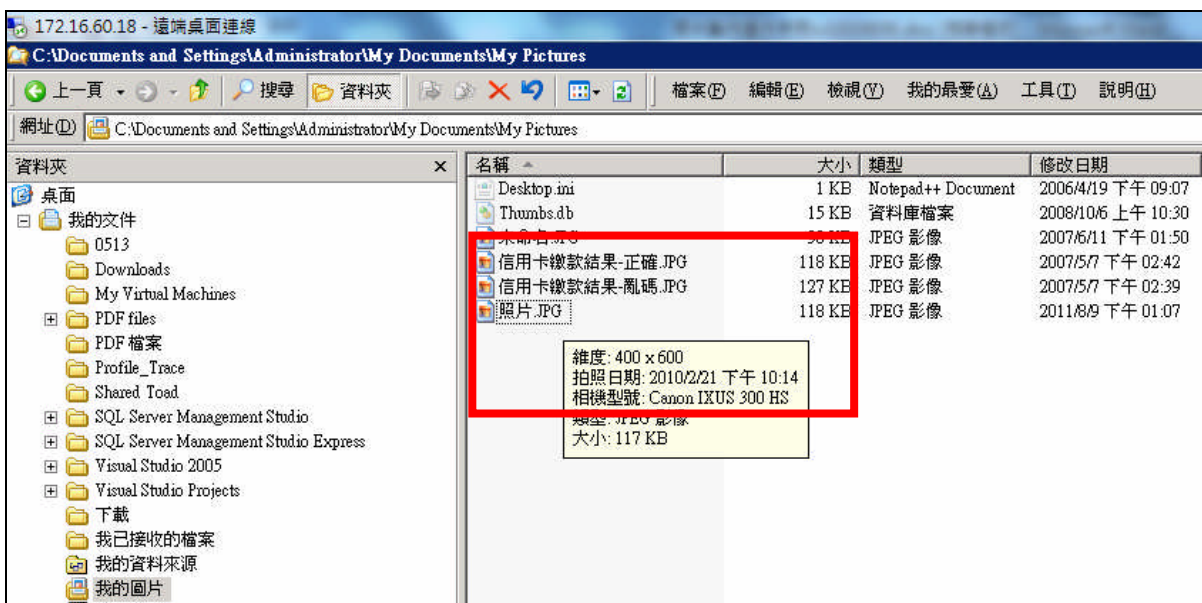 172.16.60.18 - 遠端桌面連線
C:\Documents and Settings\Administrator\My Documents\My Pictures
上一頁 搜尋 資料夾 檔案(F) 編輯(E) 檢視(V) 我的最愛(A) 工具(T) 說明(H)
網址(D) C:\Documents and Settings\Administrator\My Documents\My Pictures
資料夾 x
桌面
我的文件
0513
Downloads
My Virtual Machines
PDF files
PDF 檔案
Profile_Trace
Shared Toad
SQL Server Management Studio
SQL Server Management Studio Express
Visual Studio 2005
Visual Studio Projects
下載
我已接收的檔案
我的資料來源
我的圖片
名稱 大小 類型 修改日期
Desktop.ini 1 KB Notepad++ Document 2006/4/19 下午 09:07
Thumbs.db 15 KB 資料庫檔案 2008/10/6 上午 10:30
未命名.JPG KB JPEG 影像 2007/6/11 下午 01:50
信用卡繳款結果-正確.JPG 118 KB JPEG 影像 2007/5/7 下午 02:42
信用卡繳款結果-亂碼.JPG 127 KB JPEG 影像 2007/5/7 下午 02:39
照片.JPG 118 KB JPEG 影像 2011/8/9 下午 01:07
維度: 400 x 600
拍照日期: 2010/2/21 下午 10:14
相機型號: Canon IXUS 300 HS
類型: JPEG 影像
大小: 117 KB